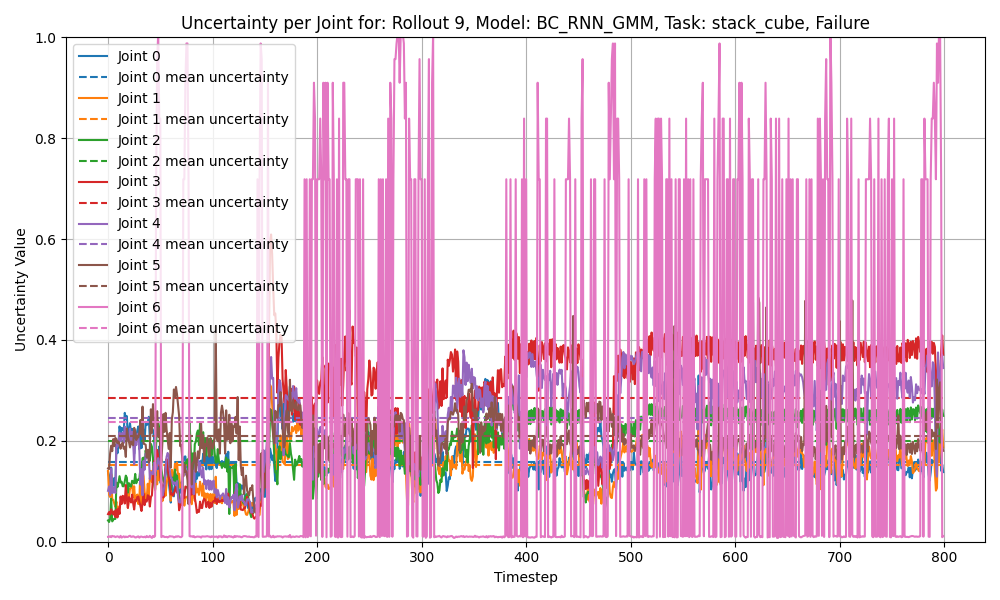 Uncertainty per Joint for: Rollout 9, Model: BC_RNN_GMM, Task: stack_cube, Failure
Uncertainty Value
1.0
0.8
0.6
0.4
0.2
0.0
Joint 0
Joint 0 mean uncertainty
Joint 1
Joint 1 mean uncertainty
Joint 2
Joint 2 mean uncertainty
Joint 3
Joint 3 mean uncertainty
Joint 4
Joint 4 mean uncertainty
Joint 5
Joint 5 mean uncertainty
Joint 6
Joint 6 mean uncertainty
0 100 200 300 400 500 600 700 800
Timestep